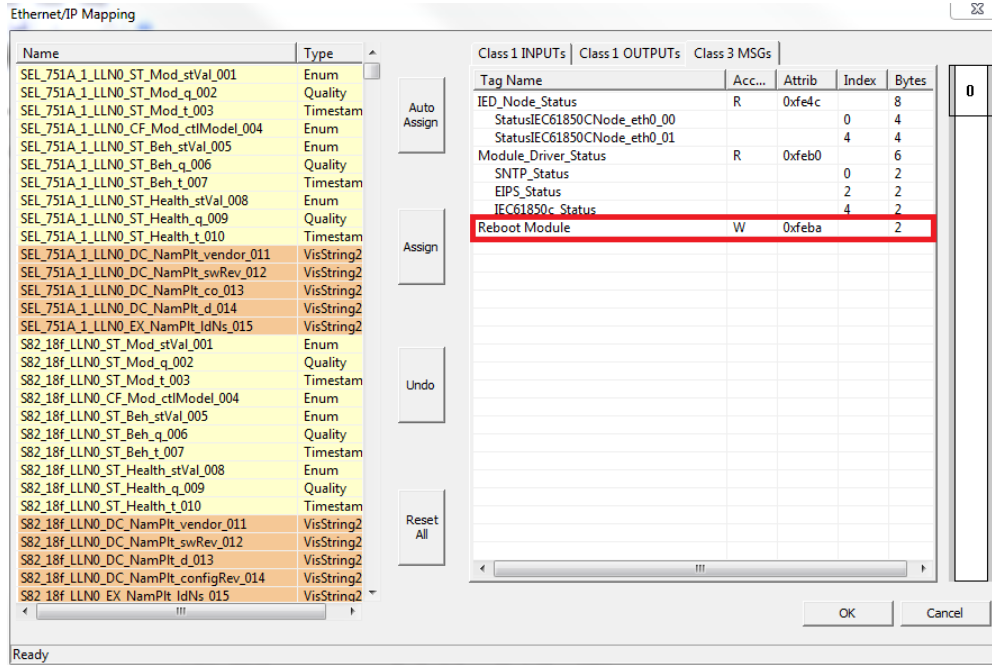 Ethernet/IP Mapping
Name Type
SEL_751A_1_LLN0_ST_Mod_stVal_001 Enum
SEL_751A_1_LLN0_ST_Mod_q_002 Quality
SEL_751A_1_LLN0_ST_Mod_t_003 Timestam
SEL_751A_1_LLN0_CF_Mod_ctlModel_004 Enum
SEL_751A_1_LLN0_ST_Beh_stVal_005 Enum
SEL_751A_1_LLN0_ST_Beh_q_006 Quality
SEL_751A_1_LLN0_ST_Beh_t_007 Timestam
SEL_751A_1_LLN0_ST_Health_stVal_008 Enum
SEL_751A_1_LLN0_ST_Health_q_009 Quality
SEL_751A_1_LLN0_ST_Health_t_010 Timestam
SEL_751A_1_LLN0_DC_NamPlt_vendor_011 VisString2
SEL_751A_1_LLN0_DC_NamPlt_swRev_012 VisString2
SEL_751A_1_LLN0_DC_NamPlt_co_013 VisString2
SEL_751A_1_LLN0_DC_NamPlt_d_014 VisString2
SEL_751A_1_LLN0_EX_NamPlt_ldNs_015 VisString2
S82_18f_LLN0_ST_Mod_stVal_001 Enum
S82_18f_LLN0_ST_Mod_q_002 Quality
S82_18f_LLN0_ST_Mod_t_003 Timestam
S82_18f_LLN0_CF_Mod_ctlModel_004 Enum
S82_18f_LLN0_ST_Beh_stVal_005 Enum
S82_18f_LLN0_ST_Beh_q_006 Quality
S82_18f_LLN0_ST_Beh_t_007 Timestam
S82_18f_LLN0_ST_Health_stVal_008 Enum
S82_18f_LLN0_ST_Health_q_009 Quality
S82_18f_LLN0_ST_Health_t_010 Timestam
S82_18f_LLN0_DC_NamPlt_vendor_011 VisString2
S82_18f_LLN0_DC_NamPlt_swRev_012 VisString2
S82_18f_LLN0_DC_NamPlt_d_013 VisString2
S82_18f_LLN0_DC_NamPlt_configRev_014 VisString2
S82_18f_LLN0_EX_NamPlt_ldNs_015 VisString2
Auto
Assign
Assign
Undo
Reset
All
Class 1 INPUTs Class 1 OUTPUTs Class 3 MSGs
Tag Name Acc... Attrib Index Bytes
IED_Node_Status R 0xfe4c 8
StatusIEC61850CNode_eth0_00 0 4
StatusIEC61850CNode_eth0_01 4 4
Module_Driver_Status R 0xfeb0 6
SNTP_Status 0 2
EIPS_Status 2 2
IEC61850c_Status 4 2
Reboot Module W 0xfeba 2
0
OK Cancel
Ready